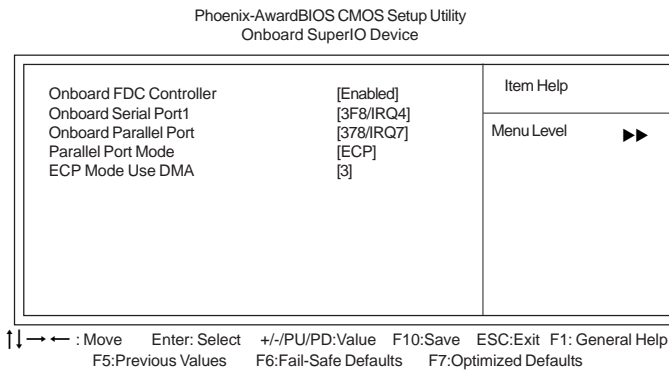 Phoenix-AwardBIOS CMOS Setup Utility
Onboard SuperIO Device
Onboard FDC Controller [Enabled]
Onboard Serial Port1 [3F8/IRQ4]
Onboard Parallel Port [378/IRQ7]
Parallel Port Mode [ECP]
ECP Mode Use DMA [3]
Item Help
Menu Level ▶▶
↑↓→← : Move Enter: Select +/-/PU/PD:Value F10:Save ESC:Exit F1: General Help
F5:Previous Values F6:Fail-Safe Defaults F7:Optimized Defaults